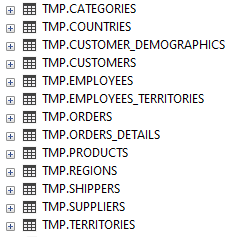 TMP.CATEGORIES
TMP.COUNTRIES
TMP.CUSTOMER_DEMOGRAPHICS
TMP.CUSTOMERS
TMP.EMPLOYEES
TMP.EMPLOYEES_TERRITORIES
TMP.ORDERS
TMP.ORDERS_DETAILS
TMP.PRODUCTS
TMP.REGIONS
TMP.SHIPPERS
TMP.SUPPLIERS
TMP.TERRITORIES